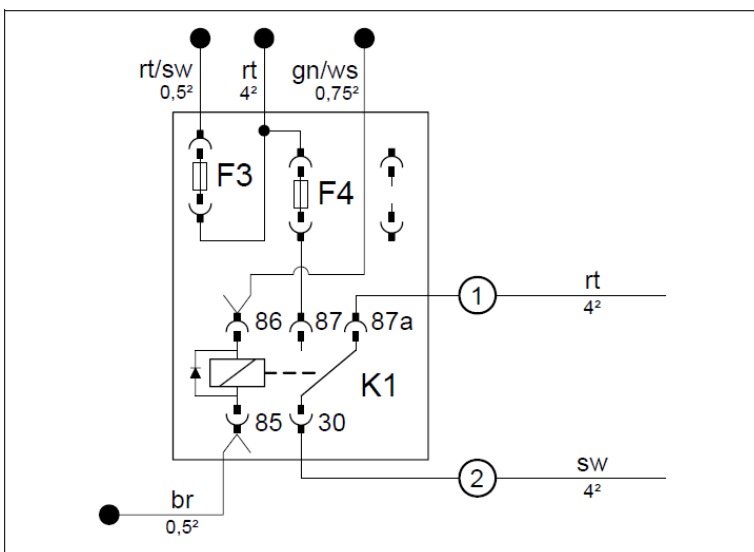 rt/sw
0,5²
rt
4²
gn/ws
0,75²
F3
F4
86
87
87a
1
rt
4²
K1
85
30
2
sw
4²
br
0,5²